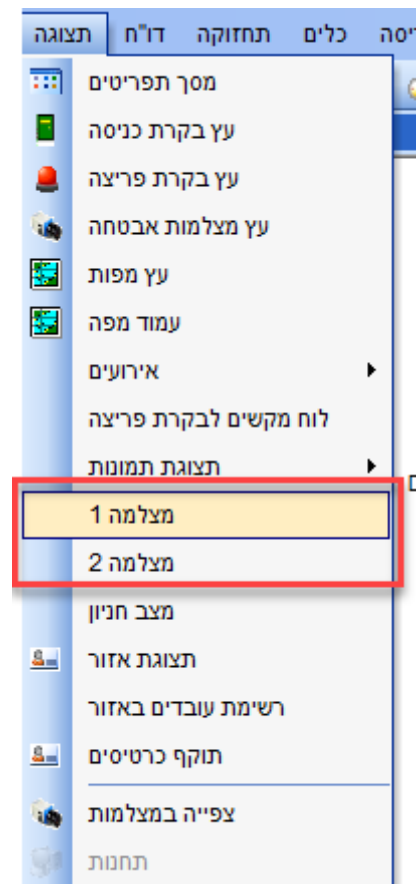 תצוגה דו"ח תחזוקה כלים
מסך תפריטים
עץ בקרת כניסה
עץ בקרת פריצה
עץ מצלמות אבטחה
עץ מפות
עמוד מפה
אירועים
לוח מקשים לבקרת פריצה
תצוגת תמונות
מצלמה 1
מצלמה 2
מצב חניון
תצוגת אזור
רשימת עובדים באזור
תוקף כרטיסים
צפייה במצלמות
תחנות